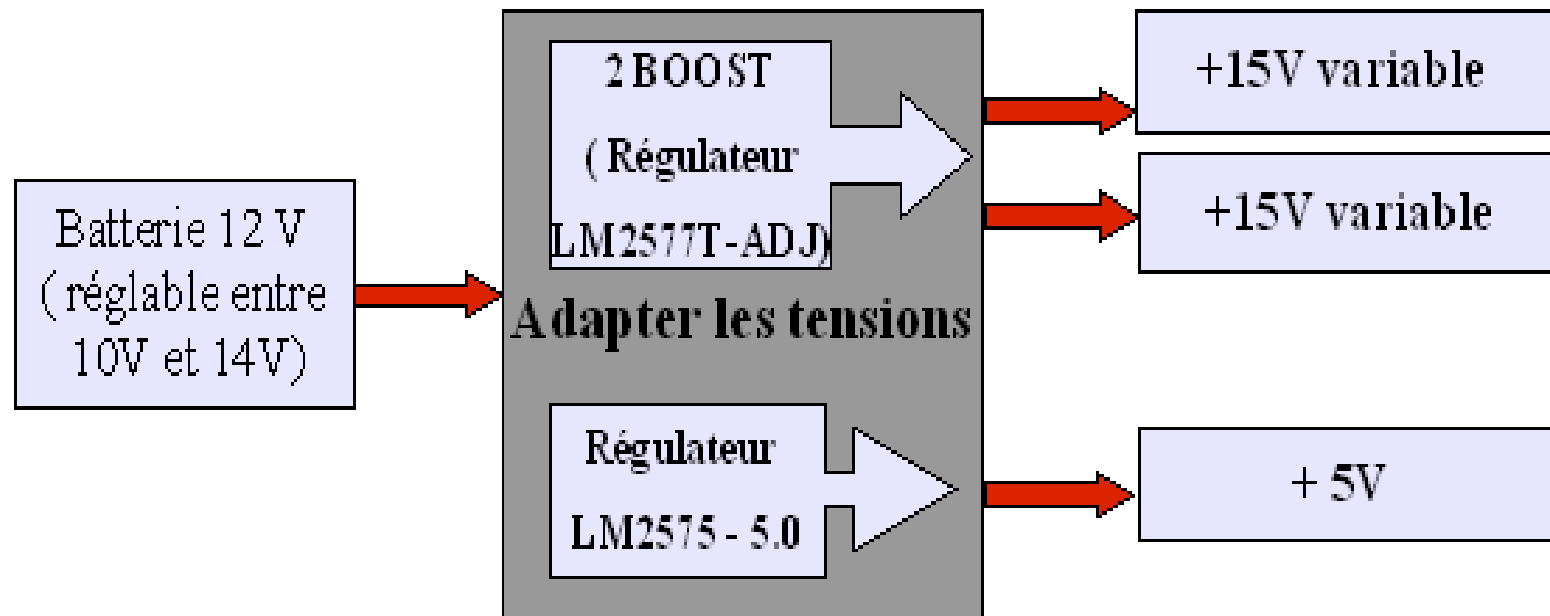 Batterie 12 V
( réglable entre
10V et 14V)
2 BOOST
( Régulateur
LM2577T-ADJ)
Adapter les tensions
Régulateur
LM2575 - 5.0
+15V variable
+15V variable
+ 5V